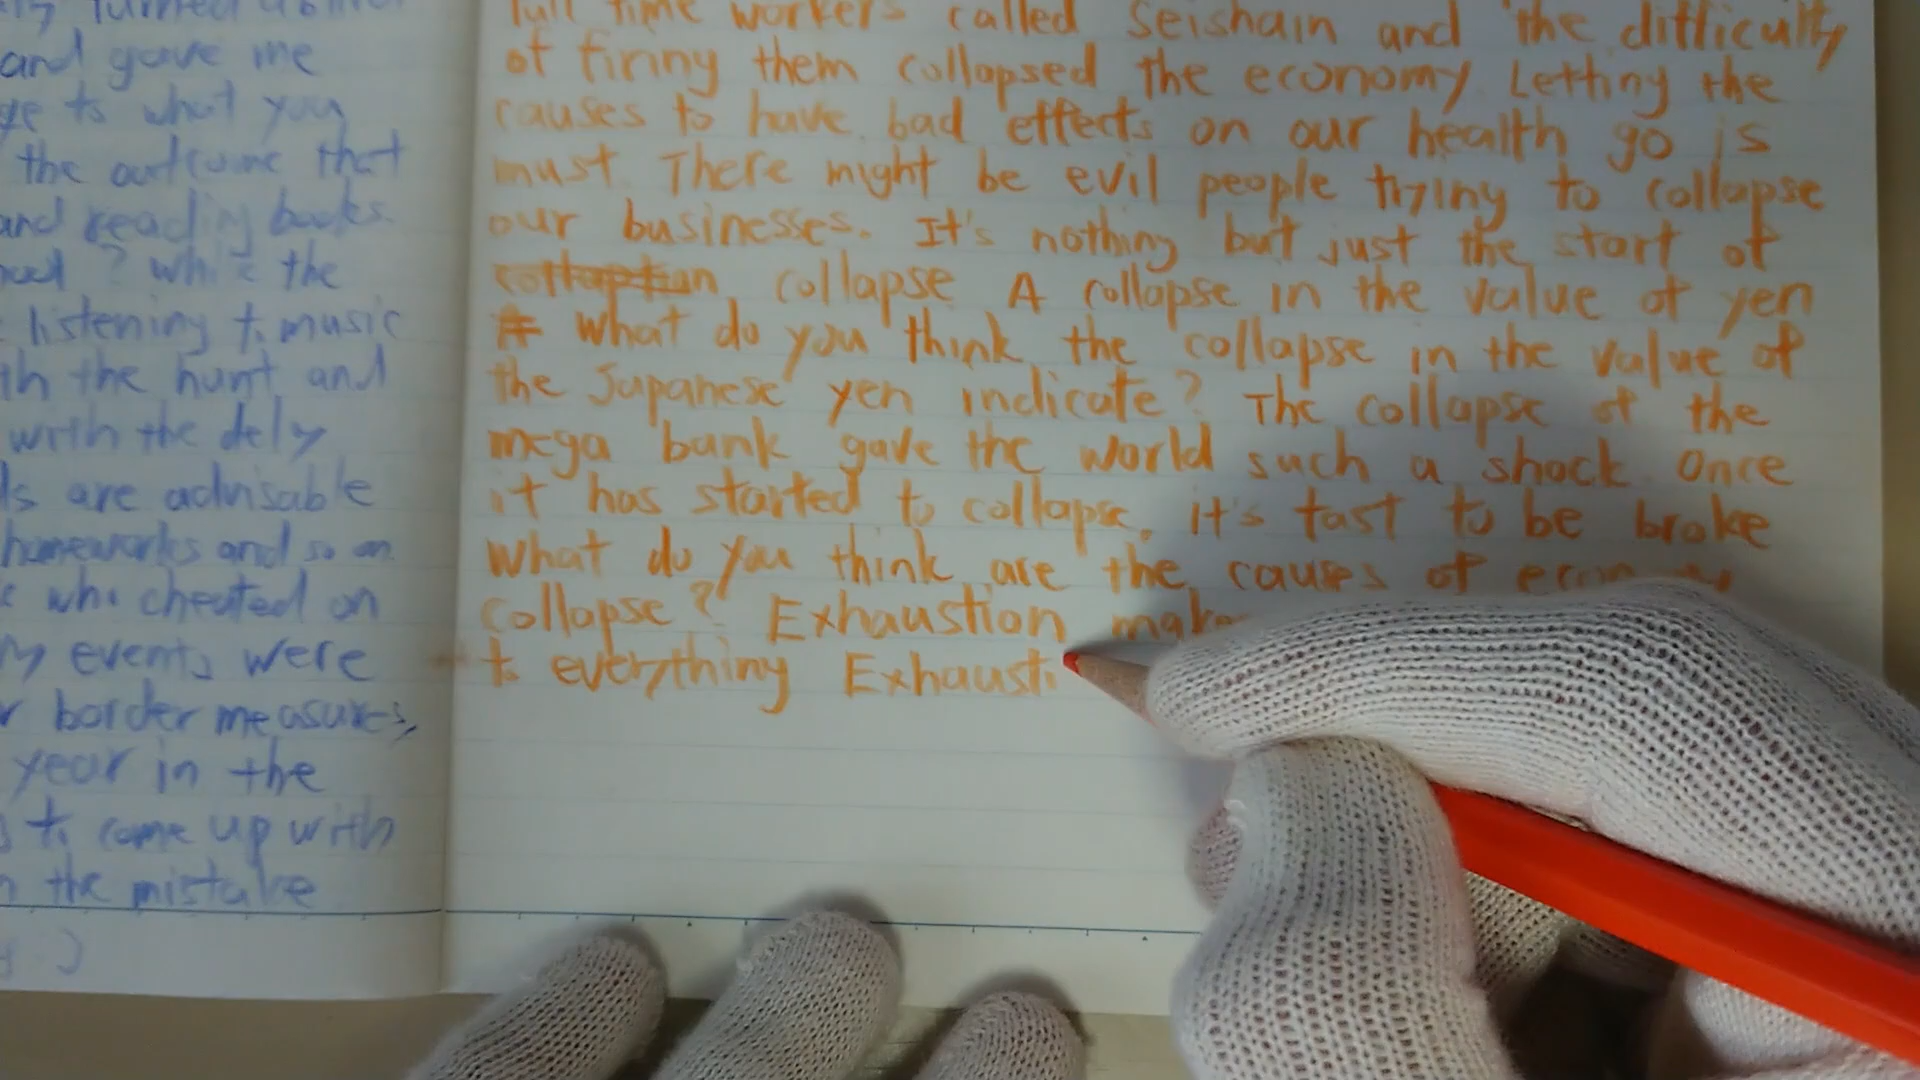 and gave me
to what you
the outcome that
and reading books.
? while the
listening to music
the hunt and
with the dely
are advisable
homeworks and so on
who cheated on
events were
border measures,
year in the
to come up with
the mistake
full time workers called Seishain and the difficulty
of firing them collapsed the economy Letting the
causes to have bad effects on our health go is
must. There might be evil people trying to collapse
our businesses. It's nothing but just the start of
collapse A collapse in the value of yen
What do you think the collapse in the value of
the Japanese yen indicate? The collapse of the
mega bank gave the world such a shock. Once
it has started to collapse, it's fast to be broke
What do you think are the causes of
collapse? Exhaustion
to everything Exhausti